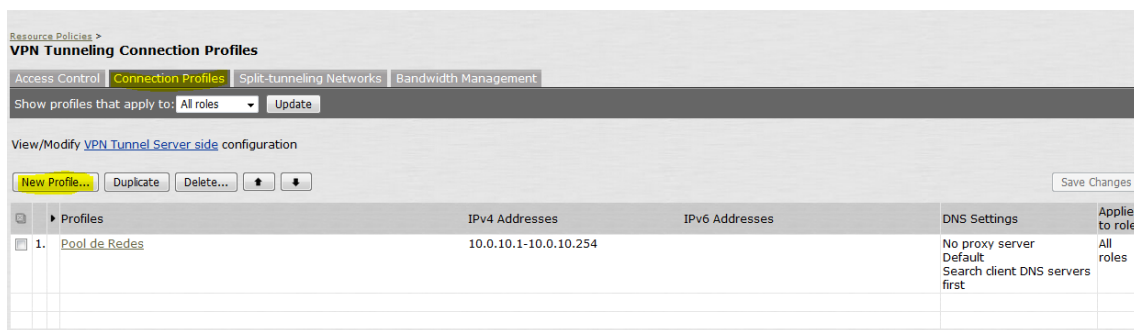 Resource Policies >
VPN Tunneling Connection Profiles
Access Control Connection Profiles Split-tunneling Networks Bandwidth Management
Show profiles that apply to: All roles Update
View/Modify VPN Tunnel Server side configuration
New Profile... Duplicate Delete... Save Changes
Profiles IPv4 Addresses IPv6 Addresses DNS Settings Applie
to role
1. Pool de Redes 10.0.10.1-10.0.10.254 No proxy server All
Default roles
Search client DNS servers
first